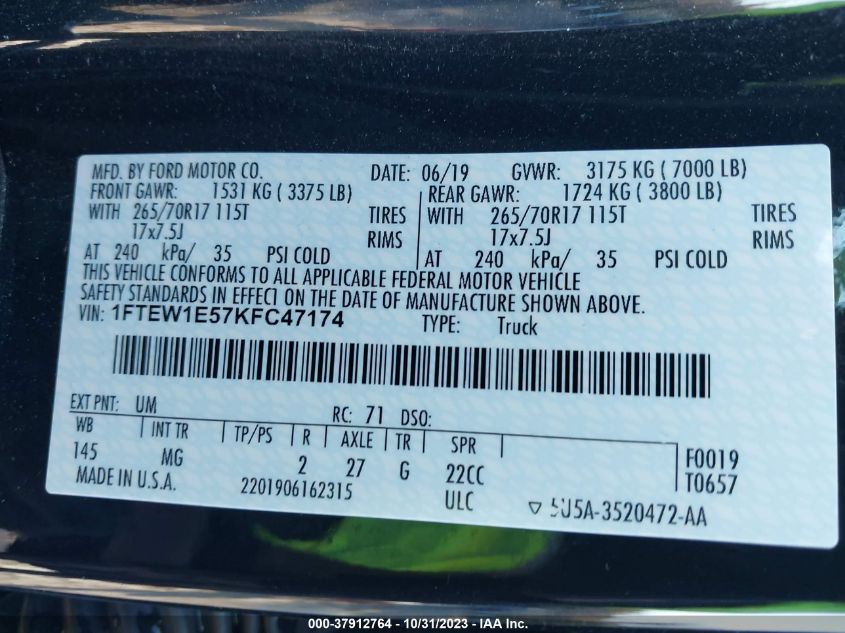 MFD. BY FORD MOTOR CO. DATE: 06/19 GVWR: 3175 KG ( 7000 LB)
FRONT GAWR: 1531 KG ( 3375 LB) REAR GAWR: 1724 KG ( 3800 LB)
WITH 265/70R17 115T TIRES WITH 265/70R17 115T TIRES
17x7.5J RIMS 17x7.5J RIMS
AT 240 kPa/ 35 PSI COLD AT 240 kPa/ 35 PSI COLD
THIS VEHICLE CONFORMS TO ALL APPLICABLE FEDERAL MOTOR VEHICLE
SAFETY STANDARDS IN EFFECT ON THE DATE OF MANUFACTURE SHOWN ABOVE.
VIN: 1FTEW1E57KFC47174 TYPE: Truck
EXT PNT: UM RC: 71 DSO:
WB INT TR TP/PS R AXLE TR SPR
145 MG 2 27 G 22CC F0019
MADE IN U.S.A. 2201906162315 ULC T0657
5U5A-3520472-AA
000-37912764 - 10/31/2023 - IAA Inc.